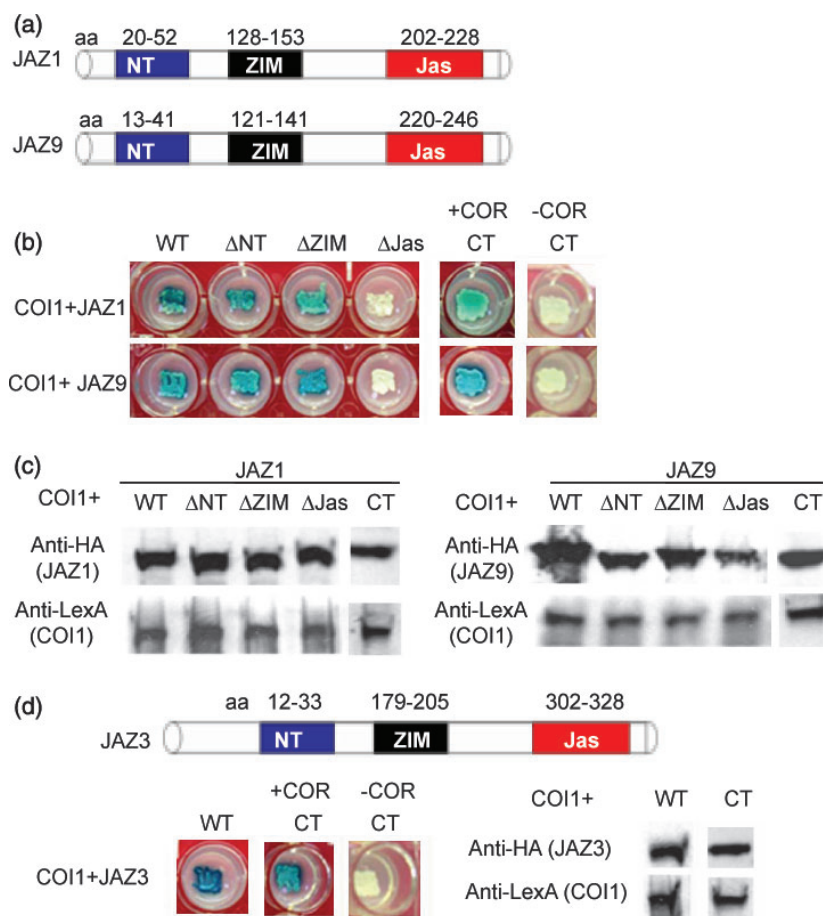 (a)
aa 20-52 128-153 202-228
JAZ1 NT ZIM Jas
aa 13-41 121-141 220-246
JAZ9 NT ZIM Jas
+COR -COR
(b) WT ΔNT ΔZIM ΔJas CT CT
COI1+JAZ1
COI1+ JAZ9
(c) JAZ1 JAZ9
COI1+ WT ΔNT ΔZIM ΔJas CT COI1+ WT ΔNT ΔZIM ΔJas CT
Anti-HA Anti-HA
(JAZ1) (JAZ9)
Anti-LexA Anti-LexA
(COI1) (COI1)
(d) aa 12-33 179-205 302-328
JAZ3 NT ZIM Jas
+COR -COR COI1+ WT CT
WT CT CT
Anti-HA (JAZ3)
COI1+JAZ3 Anti-LexA (COI1)